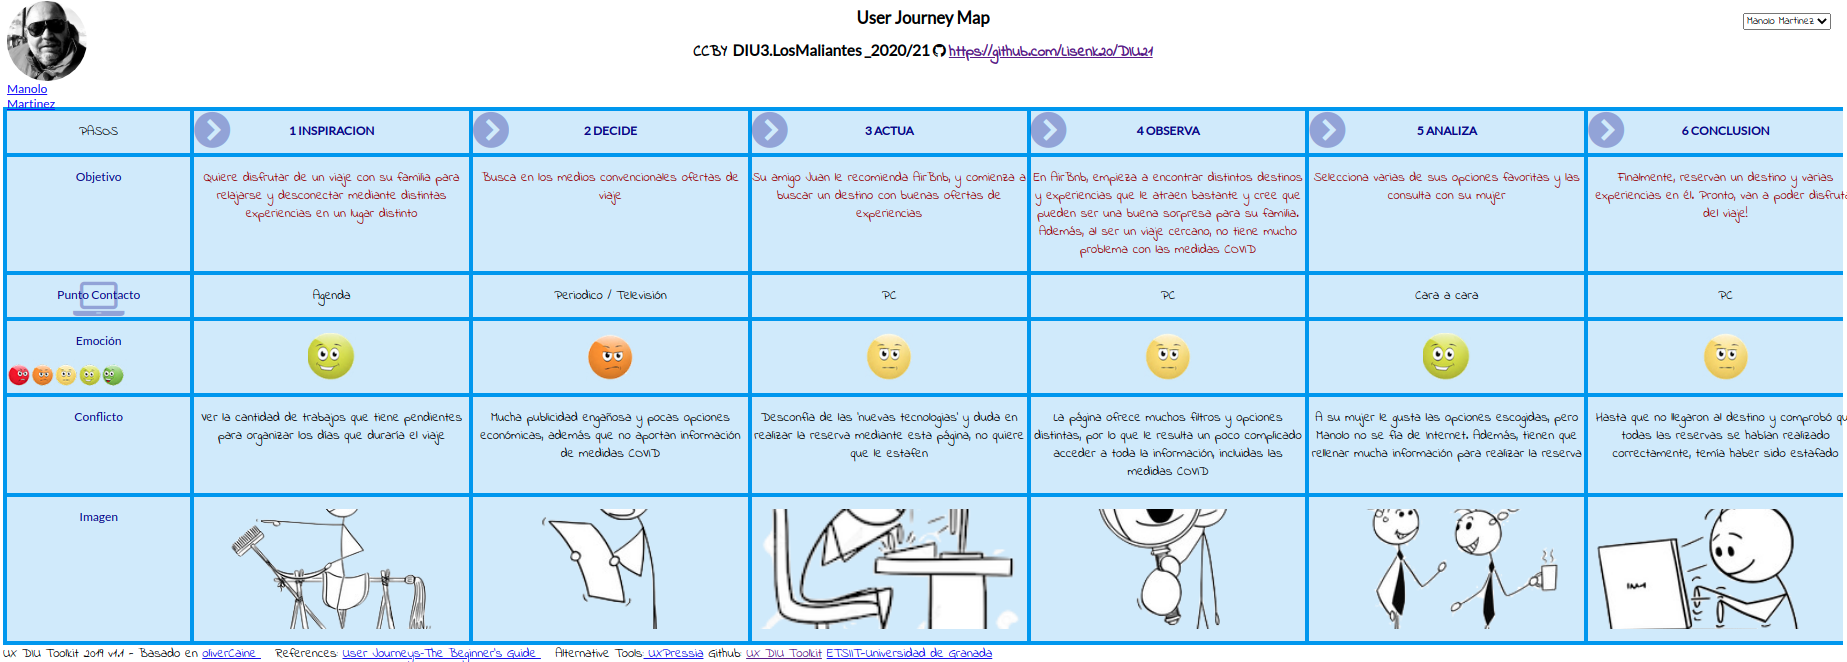 User Journey Map
Manolo Martinez
CCBY DIU3.LosMaliantes_2020/21 https://github.com/Lisenk20/DIU21
Manolo
Martinez
PASOS
1 INSPIRACION
2 DECIDE
3 ACTUA
4 OBSERVA
5 ANALIZA
6 CONCLUSION
Objetivo
Quiere disfrutar de un viaje con su familia para
relajarse y desconectar mediante distintas
experiencias en un lugar distinto
Busca en los medios convencionales ofertas de
viaje
Su amigo Juan le recomienda AirBnb, y comienza a
buscar un destino con buenas ofertas de
experiencias
En AirBnb, empieza a encontrar distintos destinos
y experiencias que le atraen bastante y cree que
pueden ser una buena sorpresa para su familia.
Además, al ser un viaje cercano, no tiene mucho
problema con las medidas COVID
Selecciona varias de sus opciones favoritas y las
consulta con su mujer
Finalmente, reservan un destino y varias
experiencias en él. Pronto, van a poder disfruta
del viaje!
Punto Contacto
Agenda
Periodico / Televisión
PC
PC
Cara a cara
PC
Emoción
Conflicto
Ver la cantidad de trabajos que tiene pendientes
para organizar los días que duraría el viaje
Mucha publicidad engañosa y pocas opciones
económicas, además que no aportan información
de medidas COVID
Desconfía de las 'nuevas tecnologias' y duda en
realizar la reserva mediante esta página, no quiere
que le estafen
La página ofrece muchos filtros y opciones
distintas, por lo que le resulta un poco complicado
acceder a toda la información, incluidas las
medidas COVID
A su mujer le gusta las opciones escogidas, pero
Manolo no se fía de Internet. Además, tienen que
rellenar mucha información para realizar la reserva
Hasta que no llegaron al destino y comprobó qu
todas las reservas se habían realizado
correctamente, temía haber sido estafado
Imagen
UX DIU Toolkit 2019 v1.1 - Basado en oliverCaine References: User Journeys-The Beginner's Guide Alternative Tools: UXPressia Github: UX DIU Toolkit ETSIIT-Universidad de Granada